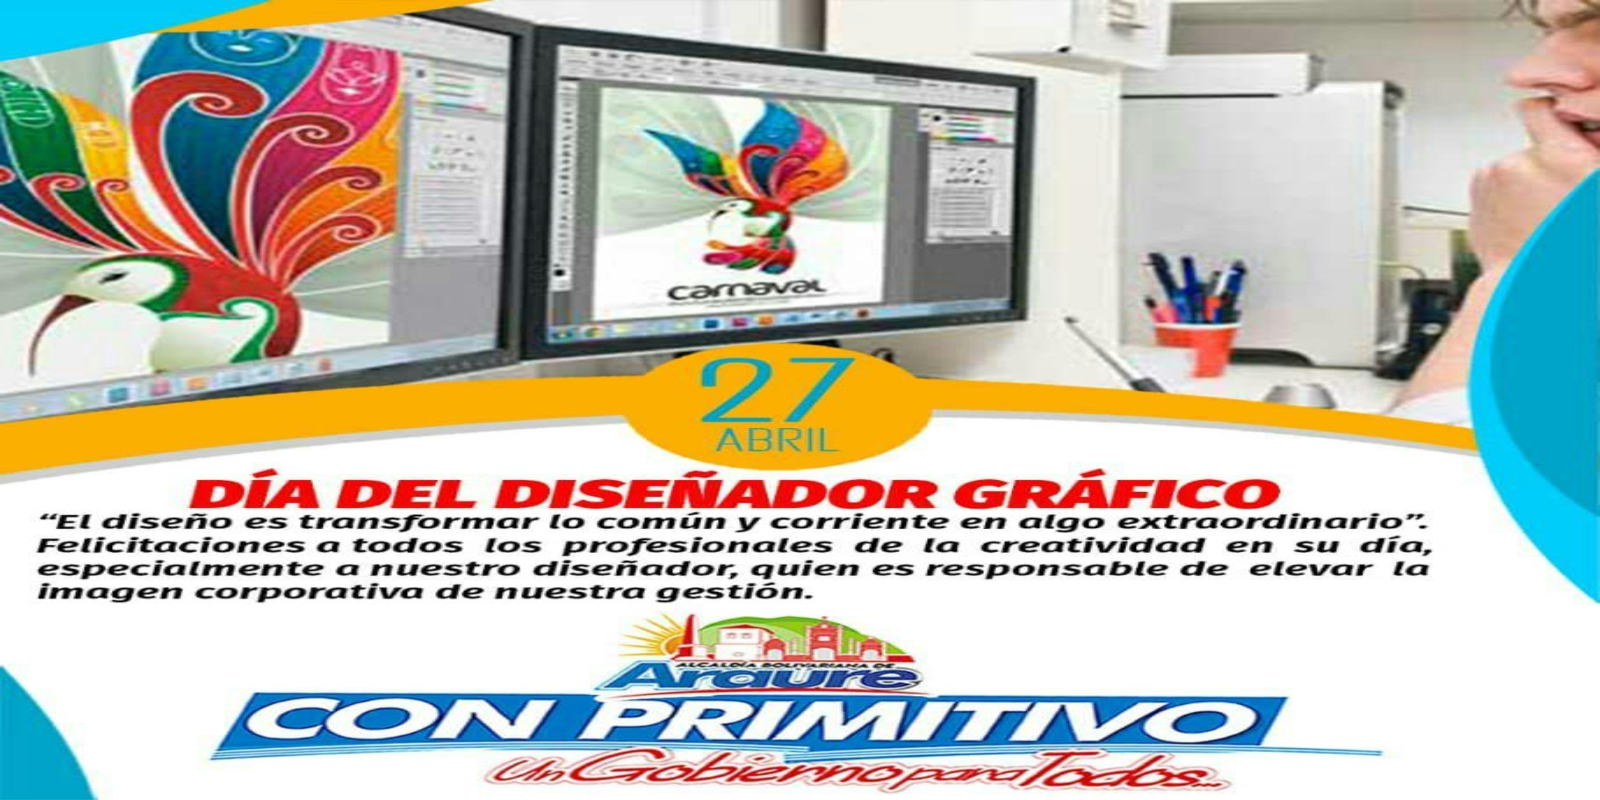 carnaval
27
ABRIL
DÍA DEL DISEÑADOR GRÁFICO
“El diseño es transformar lo común y corriente en algo extraordinario”.
Felicitaciones a todos los profesionales de la creatividad en su día,
especialmente a nuestro diseñador, quien es responsable de elevar la
imagen corporativa de nuestra gestión.
ALCALDÍA BOLIVARIANA DE
Araure
CON PRIMITIVO
Un Gobierno para Todos...